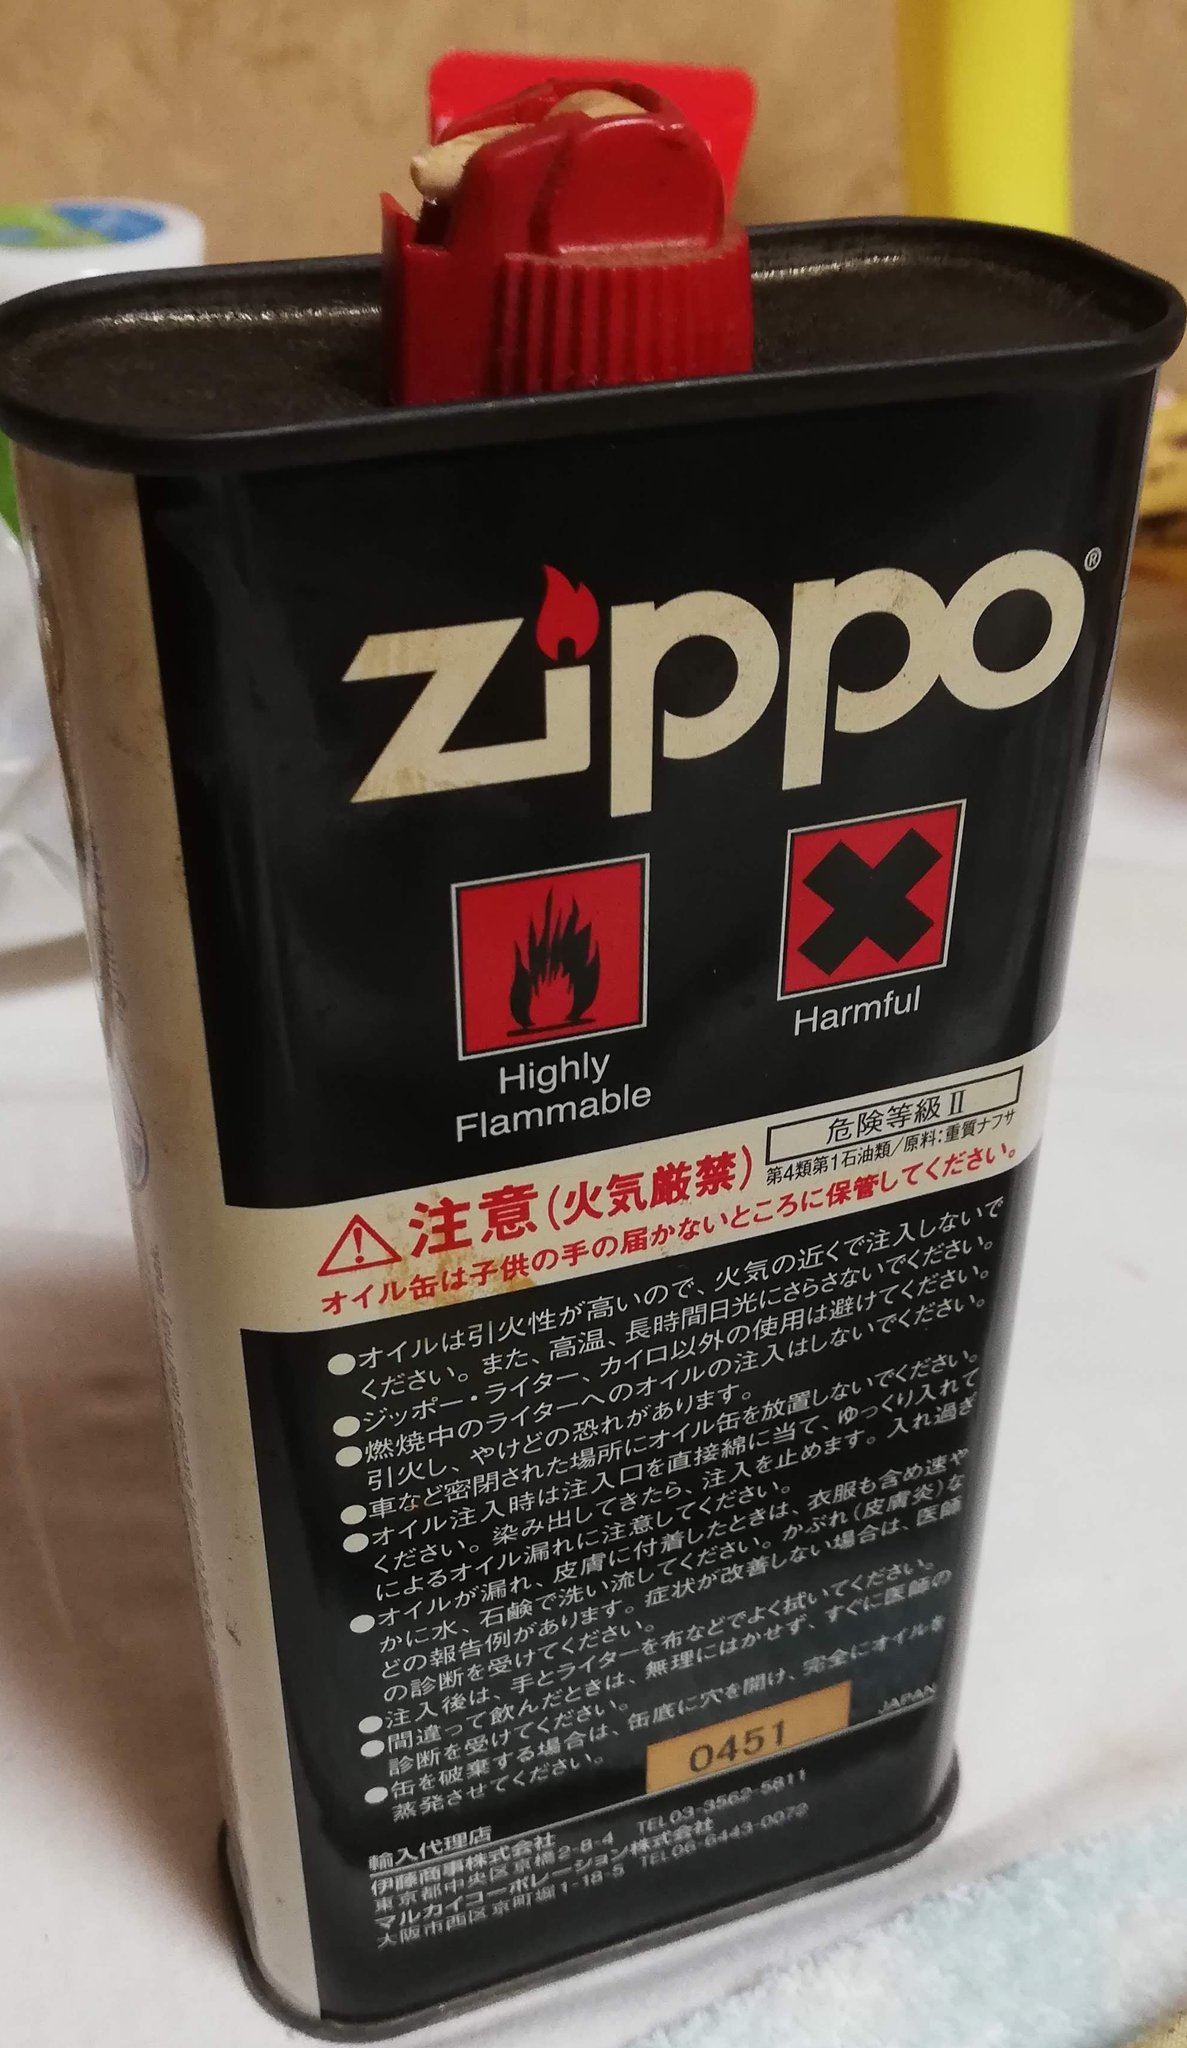 zippo®
Highly
Flammable
Harmful
危険等級Ⅱ
第4類第1石油類/原料:重質ナフサ
注意(火気厳禁)
オイル缶は子供の手の届かないところに保管してください。
●オイルは引火性が高いので、火気の近くで注入しないで
ください。また、高温、長時間日光にさらさないでください。
●ジッポー・ライター、カイロ以外の使用は避けてください。
●燃焼中のライターへのオイルの注入はしないでください。
引火し、やけどの恐れがあります。
●車など密閉された場所にオイル缶を放置しないでください。
●オイル注入時は注入口を直接綿に当て、ゆっくり入れて
ください。染み出してきたら、注入を止めます。入れ過ぎ
によるオイル漏れに注意してください。
●オイルが漏れ、皮膚に付着したときは、衣服も含め速や
かに水、石鹸で洗い流してください。かぶれ(皮膚炎)な
どの報告例があります。症状が改善しない場合は、医師
の診断を受けてください。
●注入後は、手とライターを布などでよく拭いてください。
●間違って飲んだときは、無理にはかせず、すぐに医師の
診断を受けてください。
●缶を破棄する場合は、缶底に穴を開け、完全にオイルを
蒸発させてください。
0451
JAPAN
輸入代理店
伊藤商事株式会社
東京都中央区京橋2-8-4 TEL03-3562-5811
マルカイコーポレーション株式会社
大阪市西区京町堀1-18-5 TEL06-6443-0072